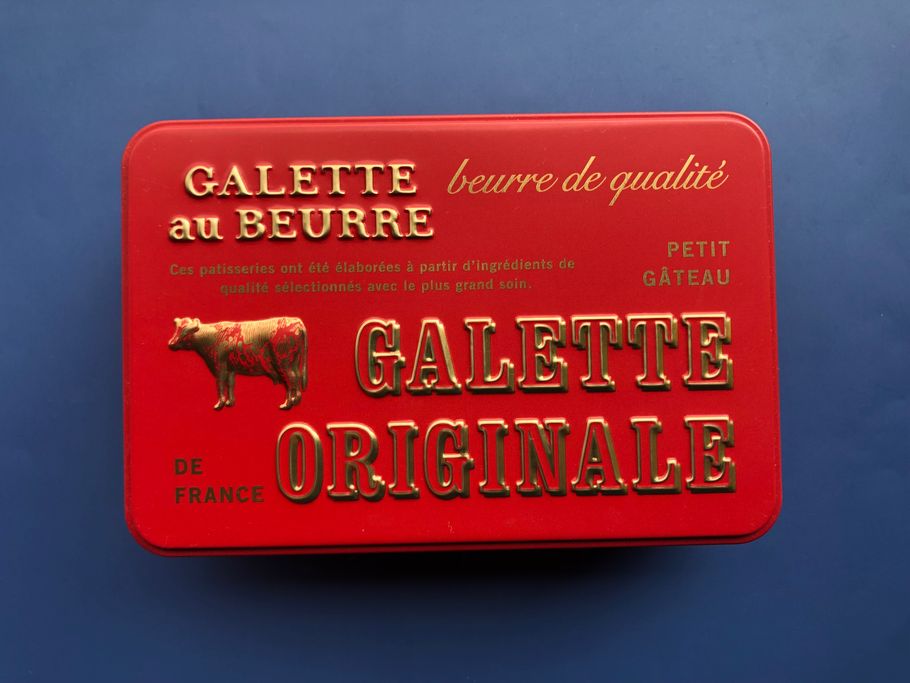 GALETTE
au BEURRE
beurre de qualité
Ces patisseries ont été élaborées à partir d'ingrédients de
qualité sélectionnés avec le plus grand soin.
PETIT
GÂTEAU
GALETTE
ORIGINALE
DE
FRANCE